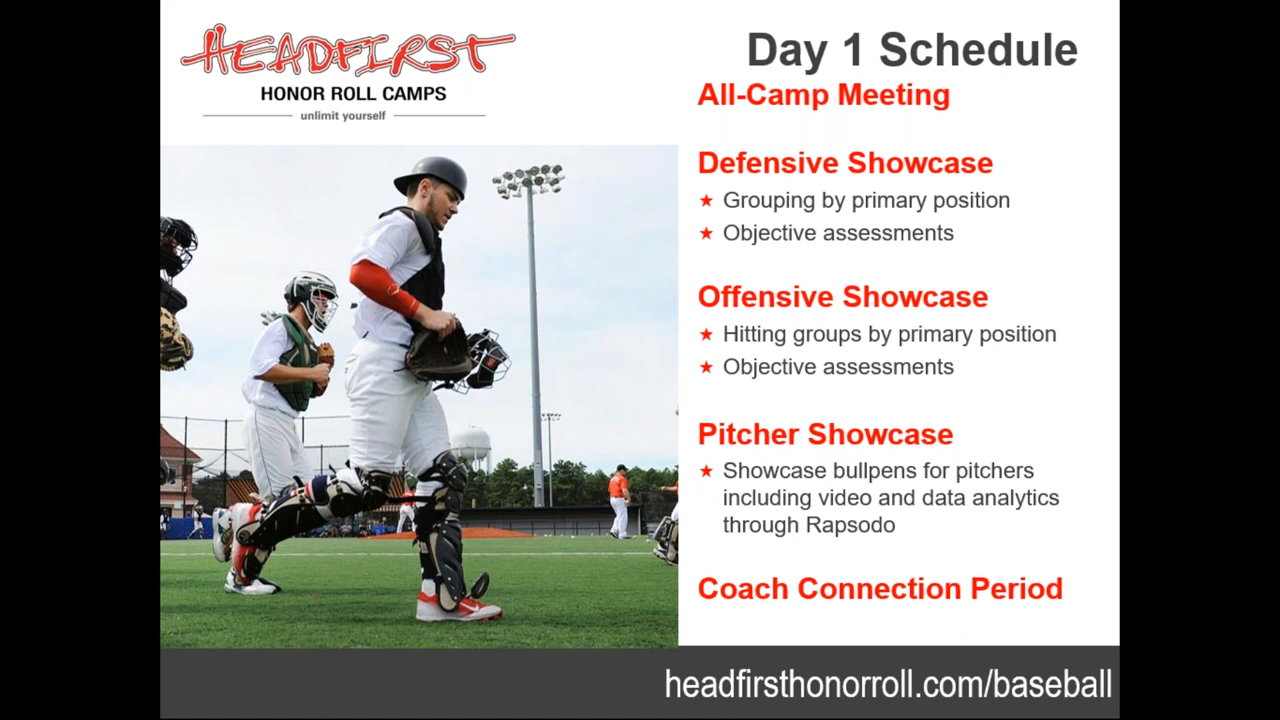 HEADFIRST
HONOR ROLL CAMPS
unlimit yourself
Day 1 Schedule
All-Camp Meeting
Defensive Showcase
★ Grouping by primary position
★ Objective assessments
Offensive Showcase
★ Hitting groups by primary position
★ Objective assessments
Pitcher Showcase
★ Showcase bullpens for pitchers
including video and data analytics
through Rapsodo
Coach Connection Period
headfirsthonorroll.com/baseball